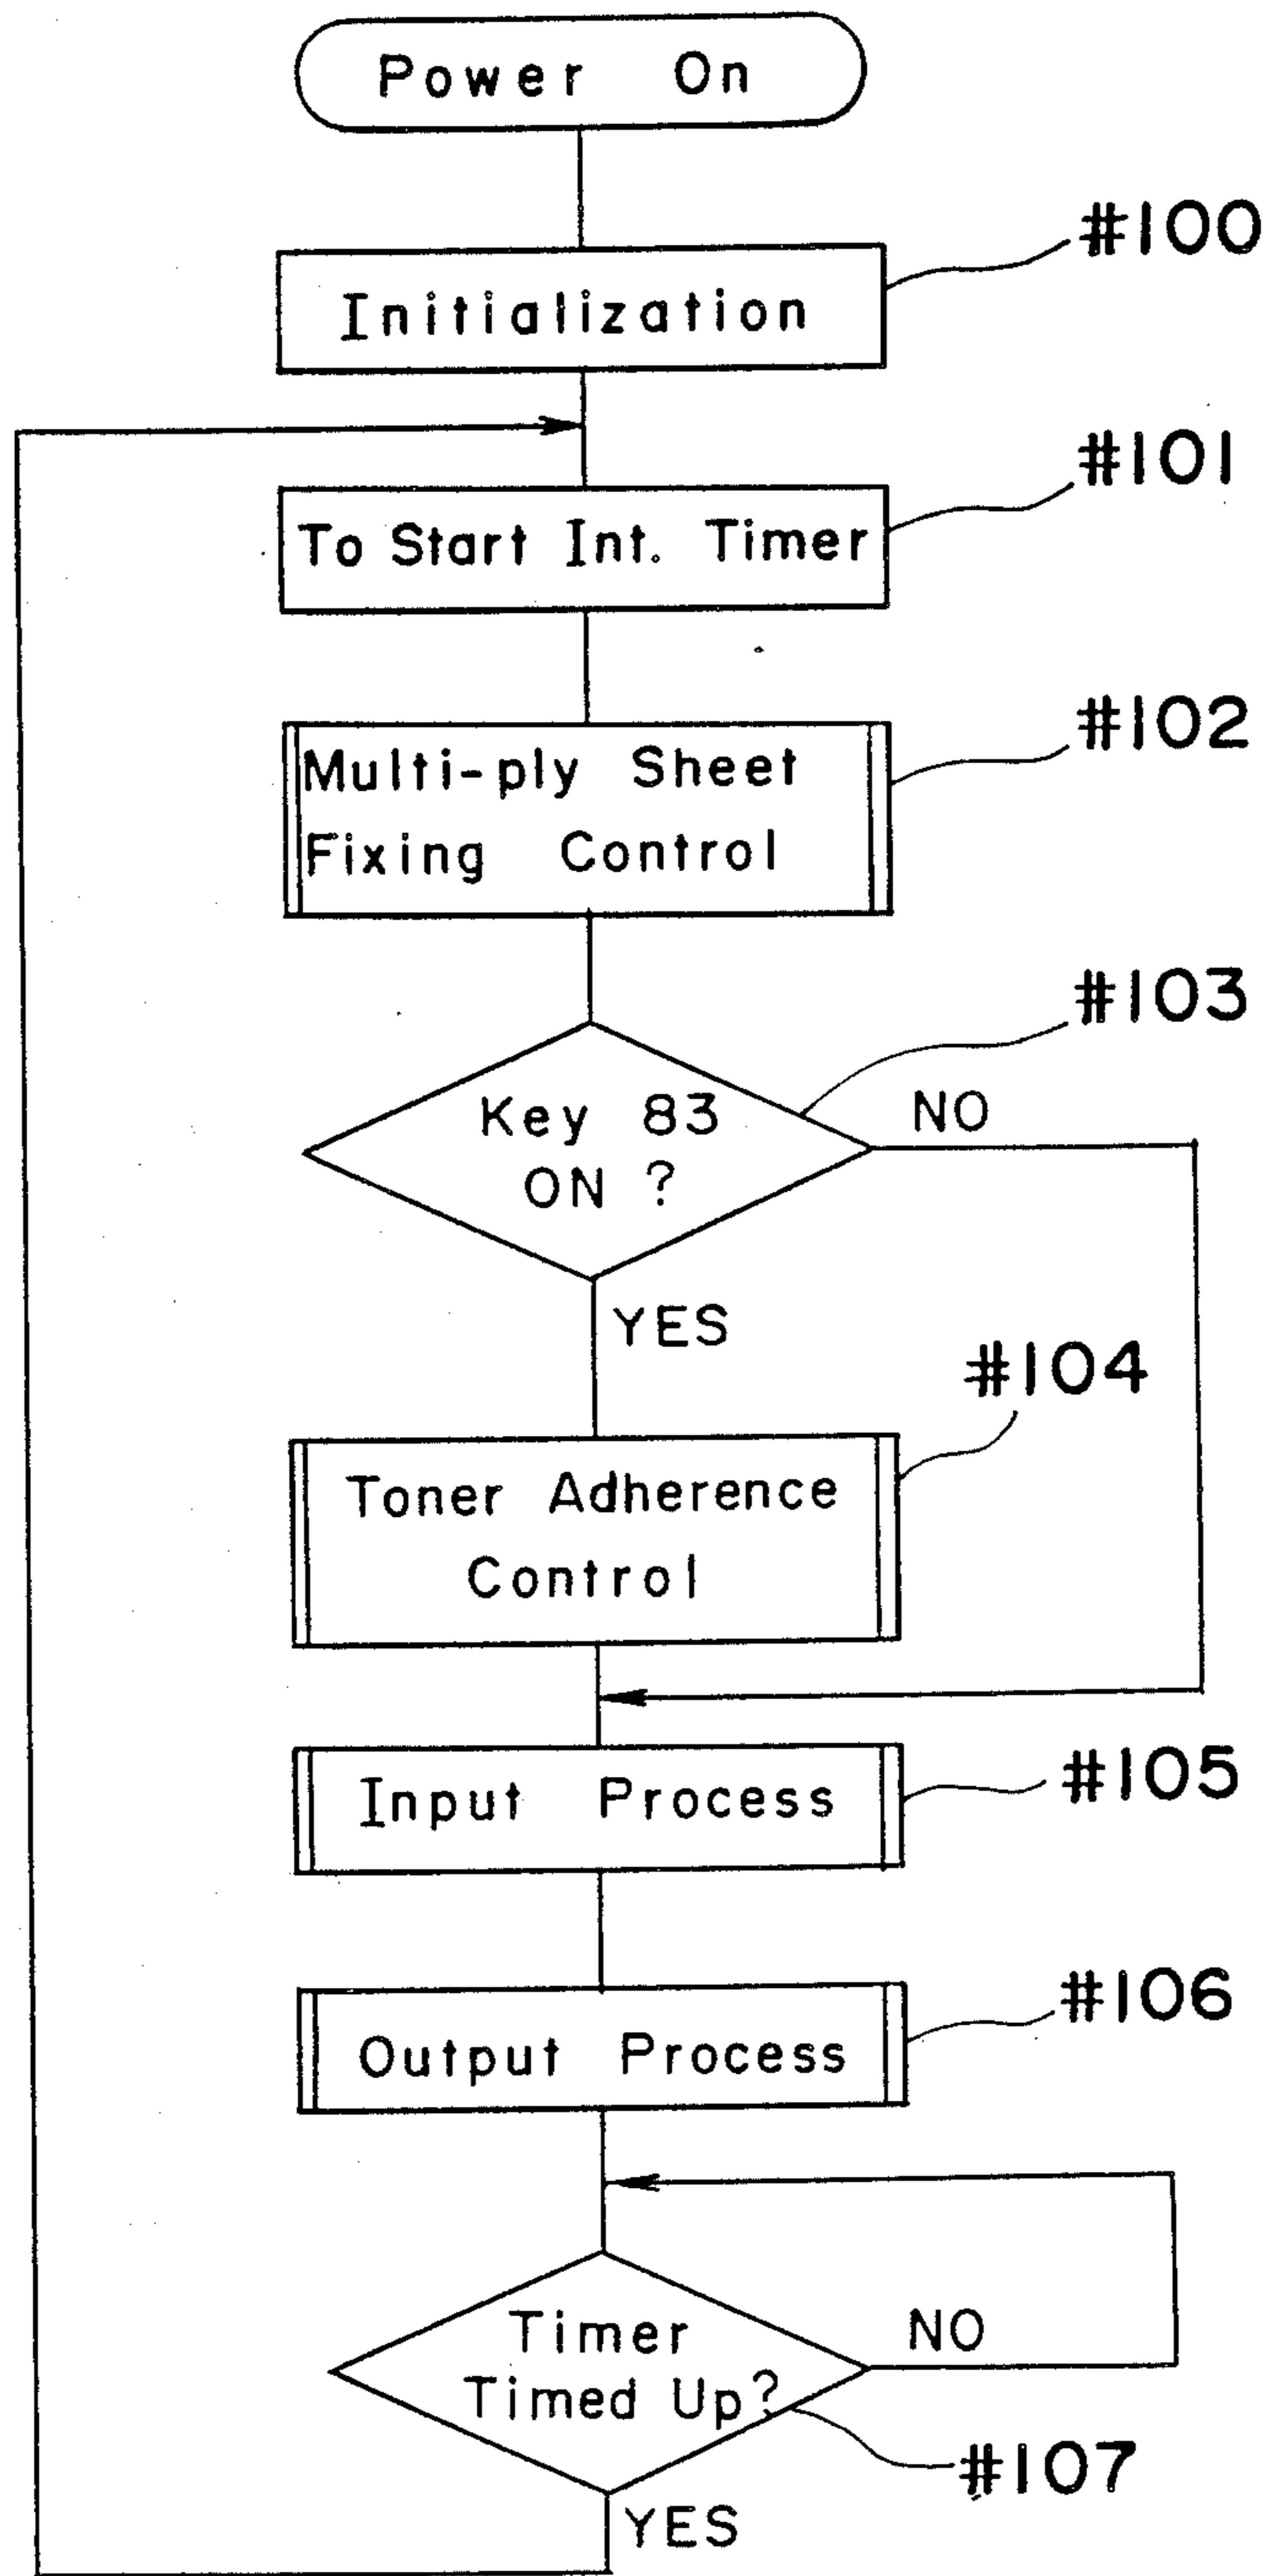 Power On
#100
Initialization
#101
To Start Int. Timer
#102
Multi-ply Sheet
Fixing Control
#103
Key 83
ON ?
NO
YES
#104
Toner Adherence
Control
#105
Input Process
#106
Output Process
Timer
Timed Up?
NO
#107
YES